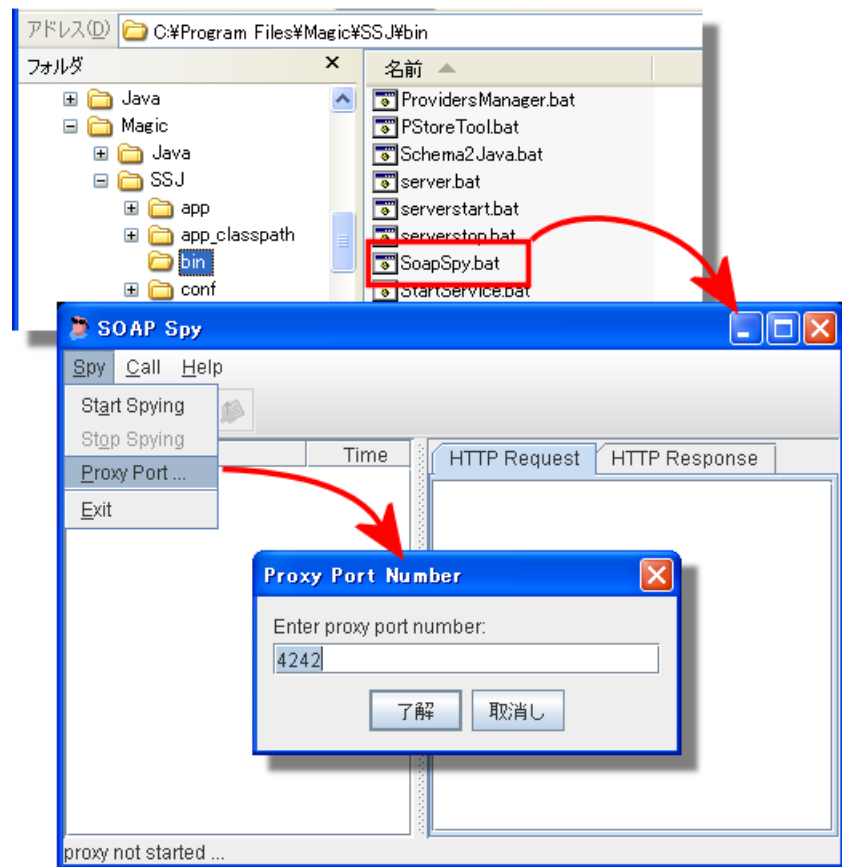 アドレス(D) C:¥Program Files¥Magic¥SSJ¥bin
フォルダ ×
名前
Java
Magic
Java
SSJ
app
app_classpath
bin
conf
ProvidersManager.bat
PStoreTool.bat
Schema2Java.bat
server.bat
serverstart.bat
serverstop.bat
SoapSpy.bat
StartService.bat
SOAP Spy
Spy Call Help
Start Spying
Stop Spying
Proxy Port ...
Exit
Time
HTTP Request HTTP Response
Proxy Port Number
Enter proxy port number:
4242
了解 取消し
proxy not started ...